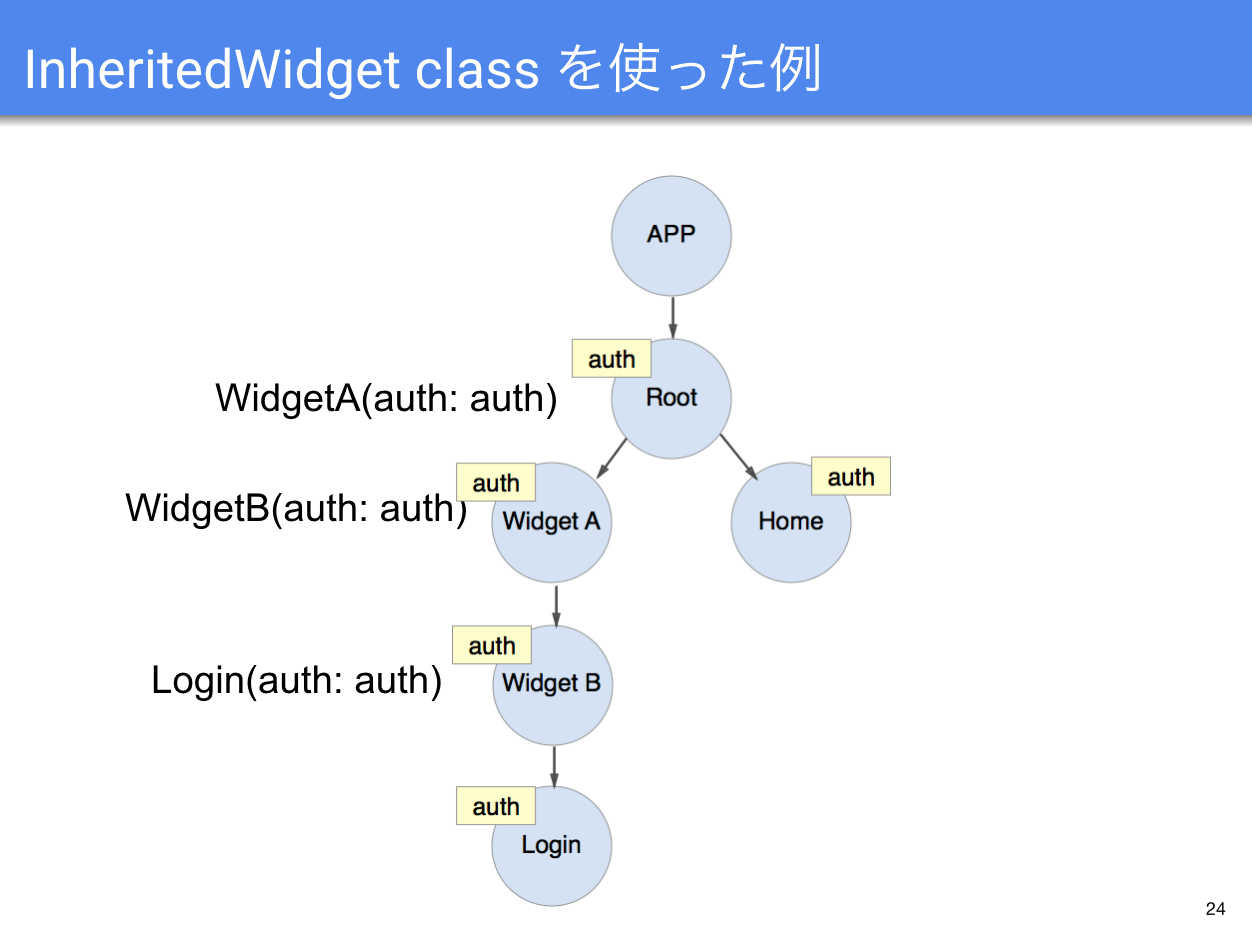 InheritedWidget class を使った例
APP
auth
Root
WidgetA(auth: auth)
auth
Widget A
WidgetB(auth: auth)
auth
Home
auth
Widget B
Login(auth: auth)
auth
Login
24